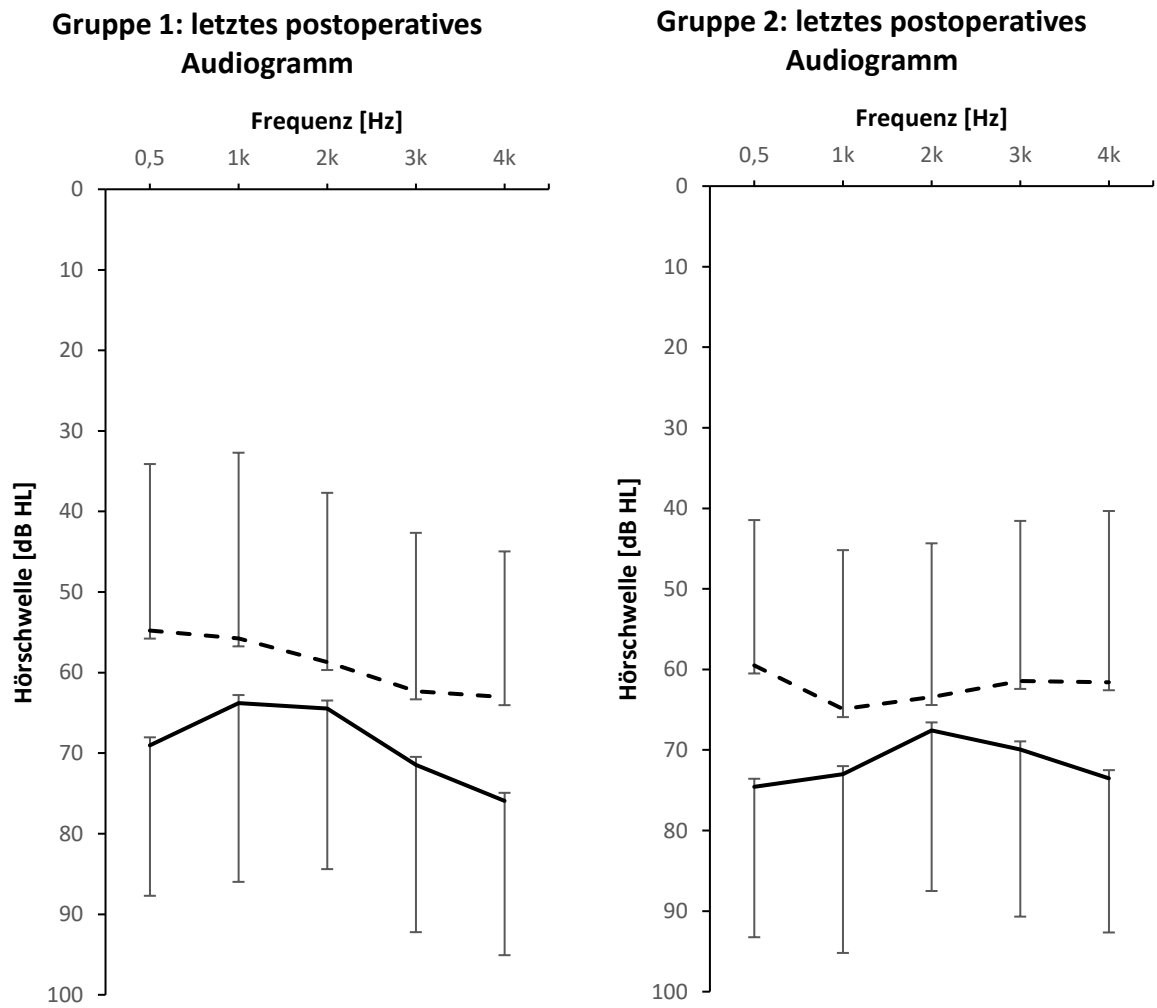 Gruppe 1: letztes postoperatives
Audiogramm
Frequenz [Hz]
0,5 1k 2k 3k 4k
0
10
20
30
40
50
60
70
80
90
100
Hörschwelle [dB HL]
Gruppe 2: letztes postoperatives
Audiogramm
Frequenz [Hz]
0,5 1k 2k 3k 4k
0
10
20
30
40
50
60
70
80
90
100
Hörschwelle [dB HL]